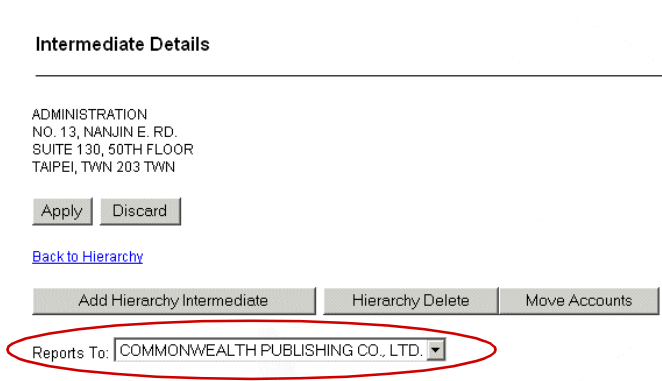 Intermediate Details
ADMINISTRATION
NO. 13, NANJIN E. RD.
SUITE 130, 50TH FLOOR
TAIPEI, TWN 203 TWN
Apply Discard
Back to Hierarchy
Add Hierarchy Intermediate Hierarchy Delete Move Accounts
Reports To: COMMONWEALTH PUBLISHING CO., LTD.